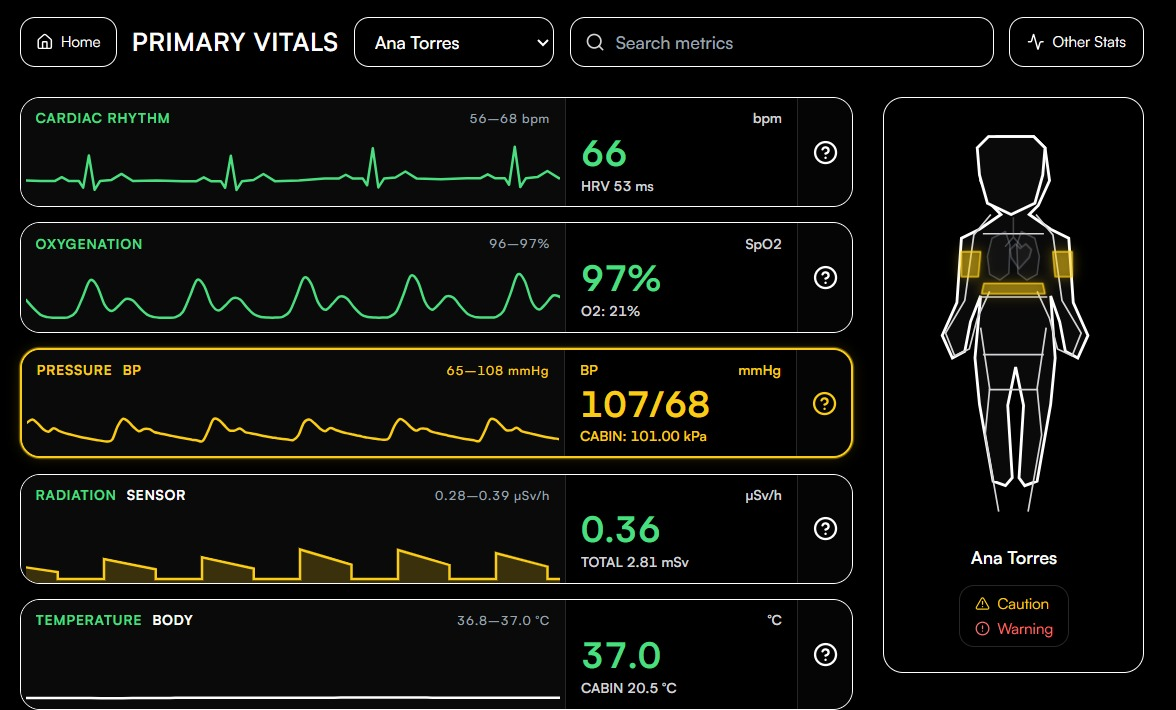 Home
PRIMARY VITALS
Ana Torres
Search metrics
Other Stats
CARDIAC RHYTHM
56—68 bpm
bpm
66
HRV 53 ms
OXYGENATION
96—97%
SpO2
97%
O2: 21%
PRESSURE BP
65—108 mmHg
BP mmHg
107/68
CABIN: 101.00 kPa
RADIATION SENSOR
0.28—0.39 µSv/h
µSv/h
0.36
TOTAL 2.81 mSv
TEMPERATURE BODY
36.8—37.0 °C
°C
37.0
CABIN 20.5 °C
Ana Torres
Caution
Warning